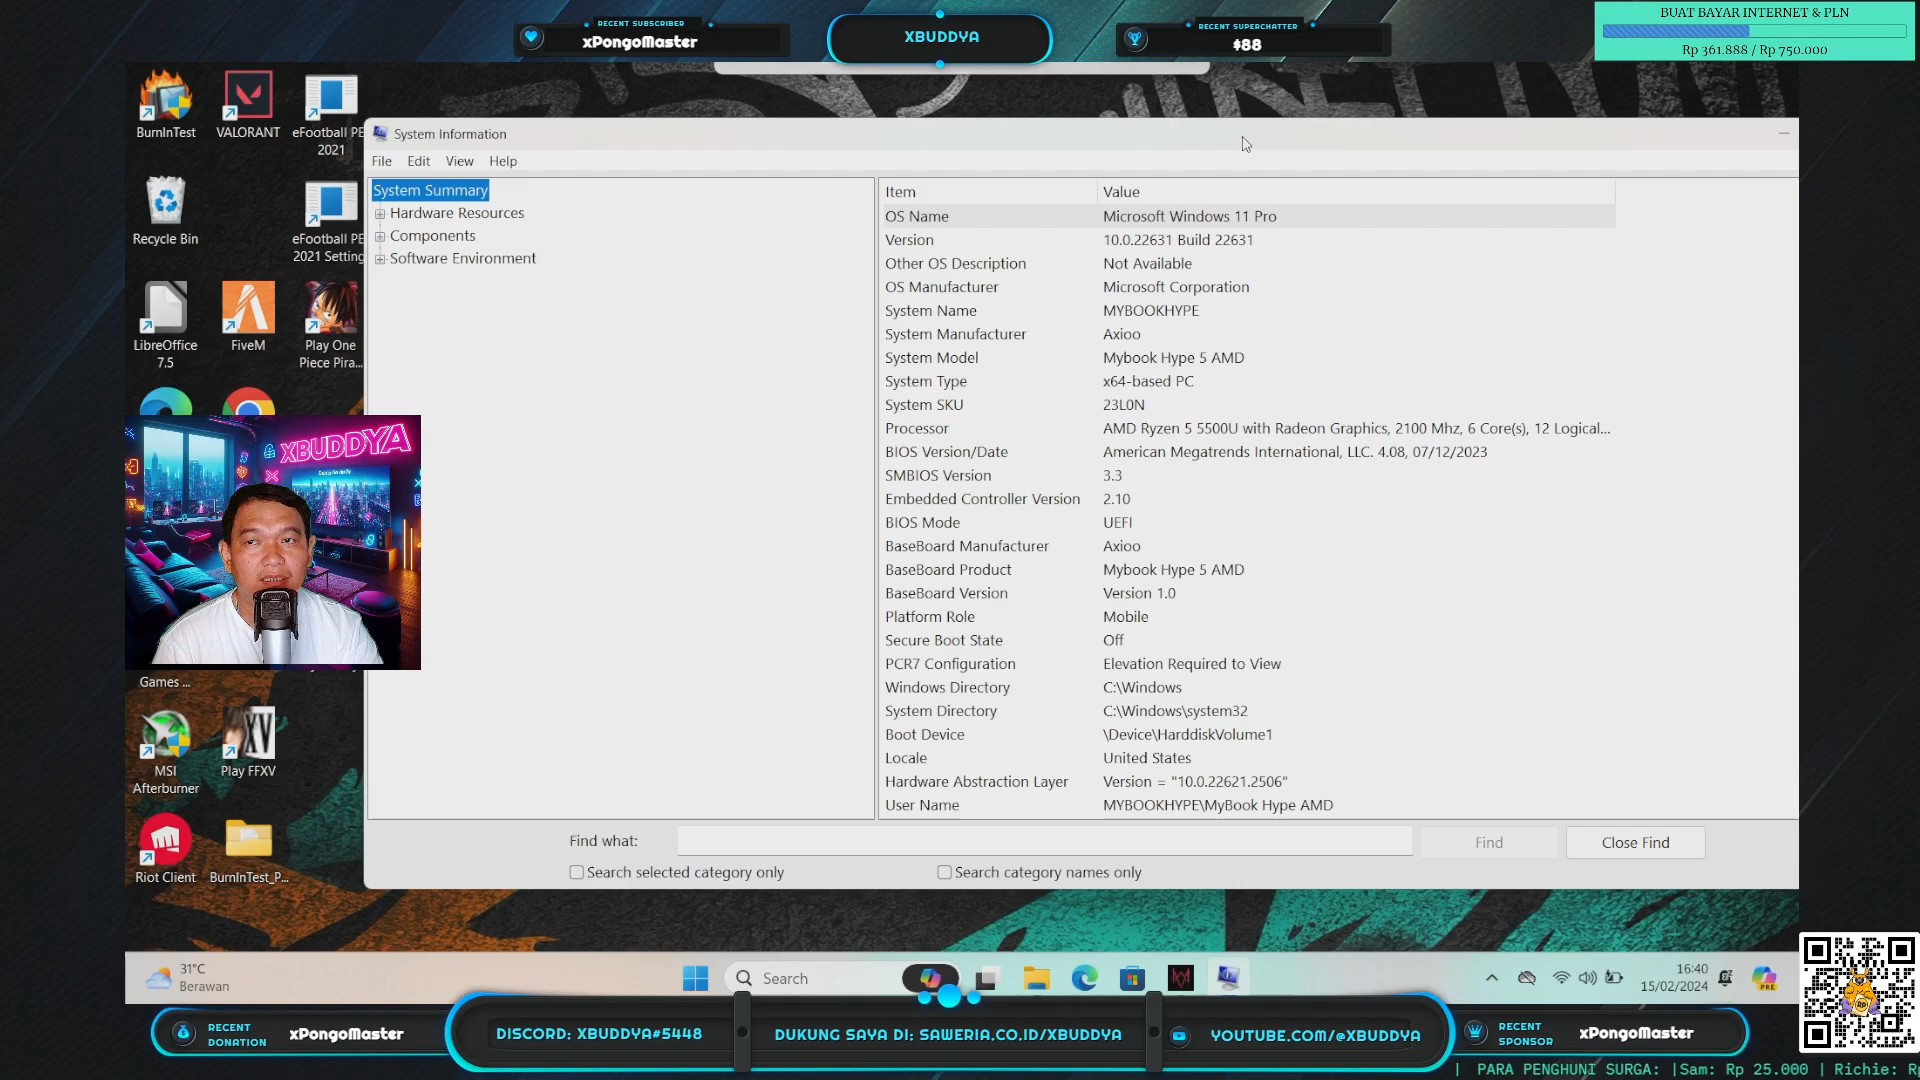 RECENT SUBSCRIBER
xPongoMaster
XBUDDYA
RECENT SUPERCHATTER
$88
BUAT BAYAR INTERNET & PLN
Rp 361.888 / Rp 750.000
BurnInTest
VALORANT
eFootball PE
2021
Recycle Bin
eFootball PE
2021 Setting
LibreOffice
7.5
FiveM
Play One
Piece Pira...
XBUDDYA
Games ...
MSI
Afterburner
Play FFXV
Riot Client
BurnInTest_P...
System Information
File Edit View Help
System Summary
Hardware Resources
Components
Software Environment
Item Value
OS Name Microsoft Windows 11 Pro
Version 10.0.22631 Build 22631
Other OS Description Not Available
OS Manufacturer Microsoft Corporation
System Name MYBOOKHYPE
System Manufacturer Axioo
System Model Mybook Hype 5 AMD
System Type x64-based PC
System SKU 23L0N
Processor AMD Ryzen 5 5500U with Radeon Graphics, 2100 Mhz, 6 Core(s), 12 Logical...
BIOS Version/Date American Megatrends International, LLC. 4.08, 07/12/2023
SMBIOS Version 3.3
Embedded Controller Version 2.10
BIOS Mode UEFI
BaseBoard Manufacturer Axioo
BaseBoard Product Mybook Hype 5 AMD
BaseBoard Version Version 1.0
Platform Role Mobile
Secure Boot State Off
PCR7 Configuration Elevation Required to View
Windows Directory C:\Windows
System Directory C:\Windows\system32
Boot Device \Device\HarddiskVolume1
Locale United States
Hardware Abstraction Layer Version = "10.0.22621.2506"
User Name MYBOOKHYPE\MyBook Hype AMD
Find what:
Find
Close Find
Search selected category only
Search category names only
31°C
Berawan
Search
16:40
15/02/2024
PRE
RECENT
DONATION
xPongoMaster
DISCORD: XBUDDYA#5448
DUKUNG SAYA DI: SAWERIA.CO.ID/XBUDDYA
YOUTUBE.COM/@XBUDDYA
RECENT
SPONSOR
xPongoMaster
| PARA PENGHUNI SURGA: |Sam: Rp 25.000 | Richie: Rp